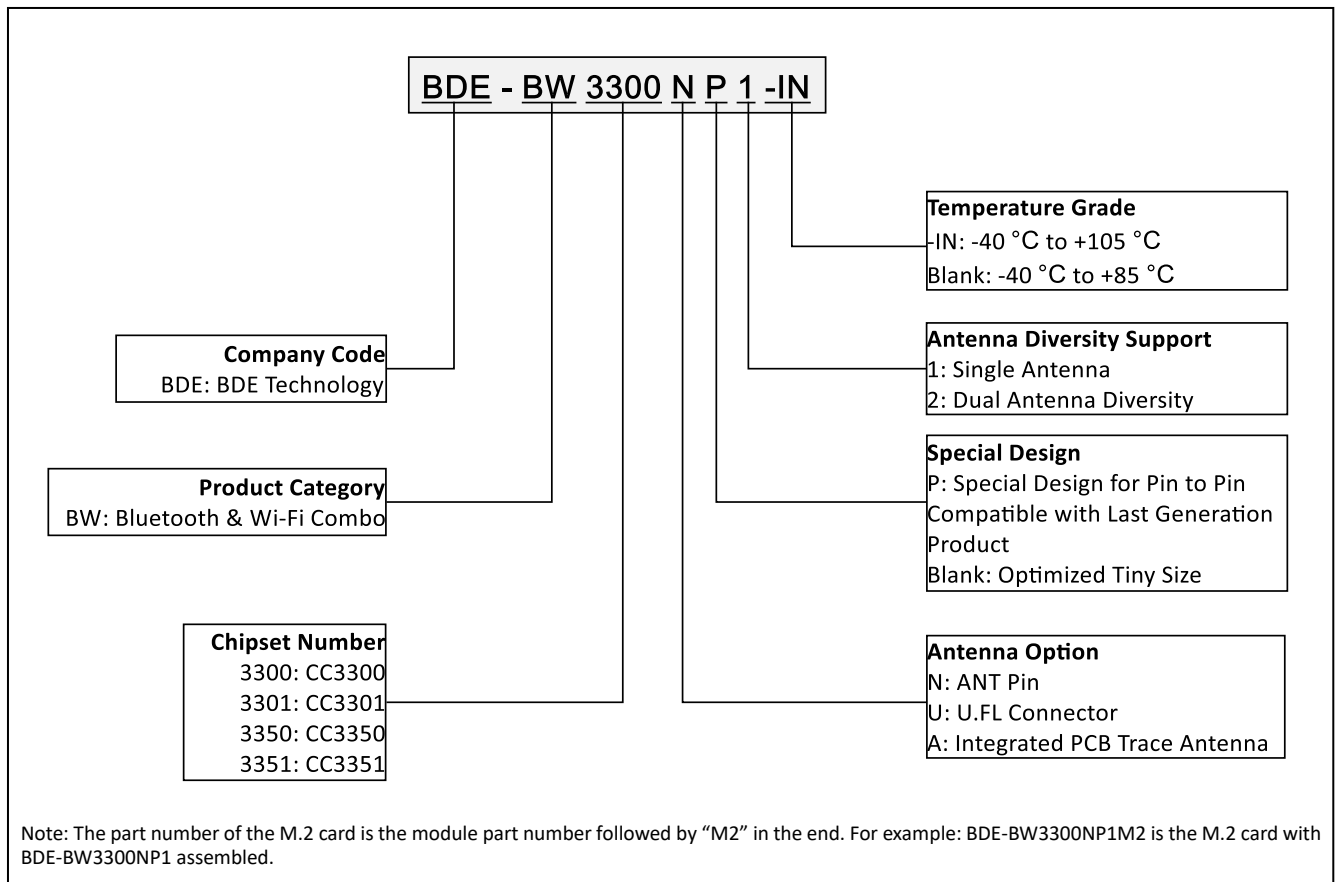 BDE - BW 3300 N P 1 -IN
Company Code
BDE: BDE Technology
Product Category
BW: Bluetooth & Wi-Fi Combo
Chipset Number
3300: CC3300
3301: CC3301
3350: CC3350
3351: CC3351
Temperature Grade
-IN: -40 °C to +105 °C
Blank: -40 °C to +85 °C
Antenna Diversity Support
1: Single Antenna
2: Dual Antenna Diversity
Special Design
P: Special Design for Pin to Pin
Compatible with Last Generation
Product
Blank: Optimized Tiny Size
Antenna Option
N: ANT Pin
U: U.FL Connector
A: Integrated PCB Trace Antenna
Note: The part number of the M.2 card is the module part number followed by “M2” in the end. For example: BDE-BW3300NP1M2 is the M.2 card with
BDE-BW3300NP1 assembled.